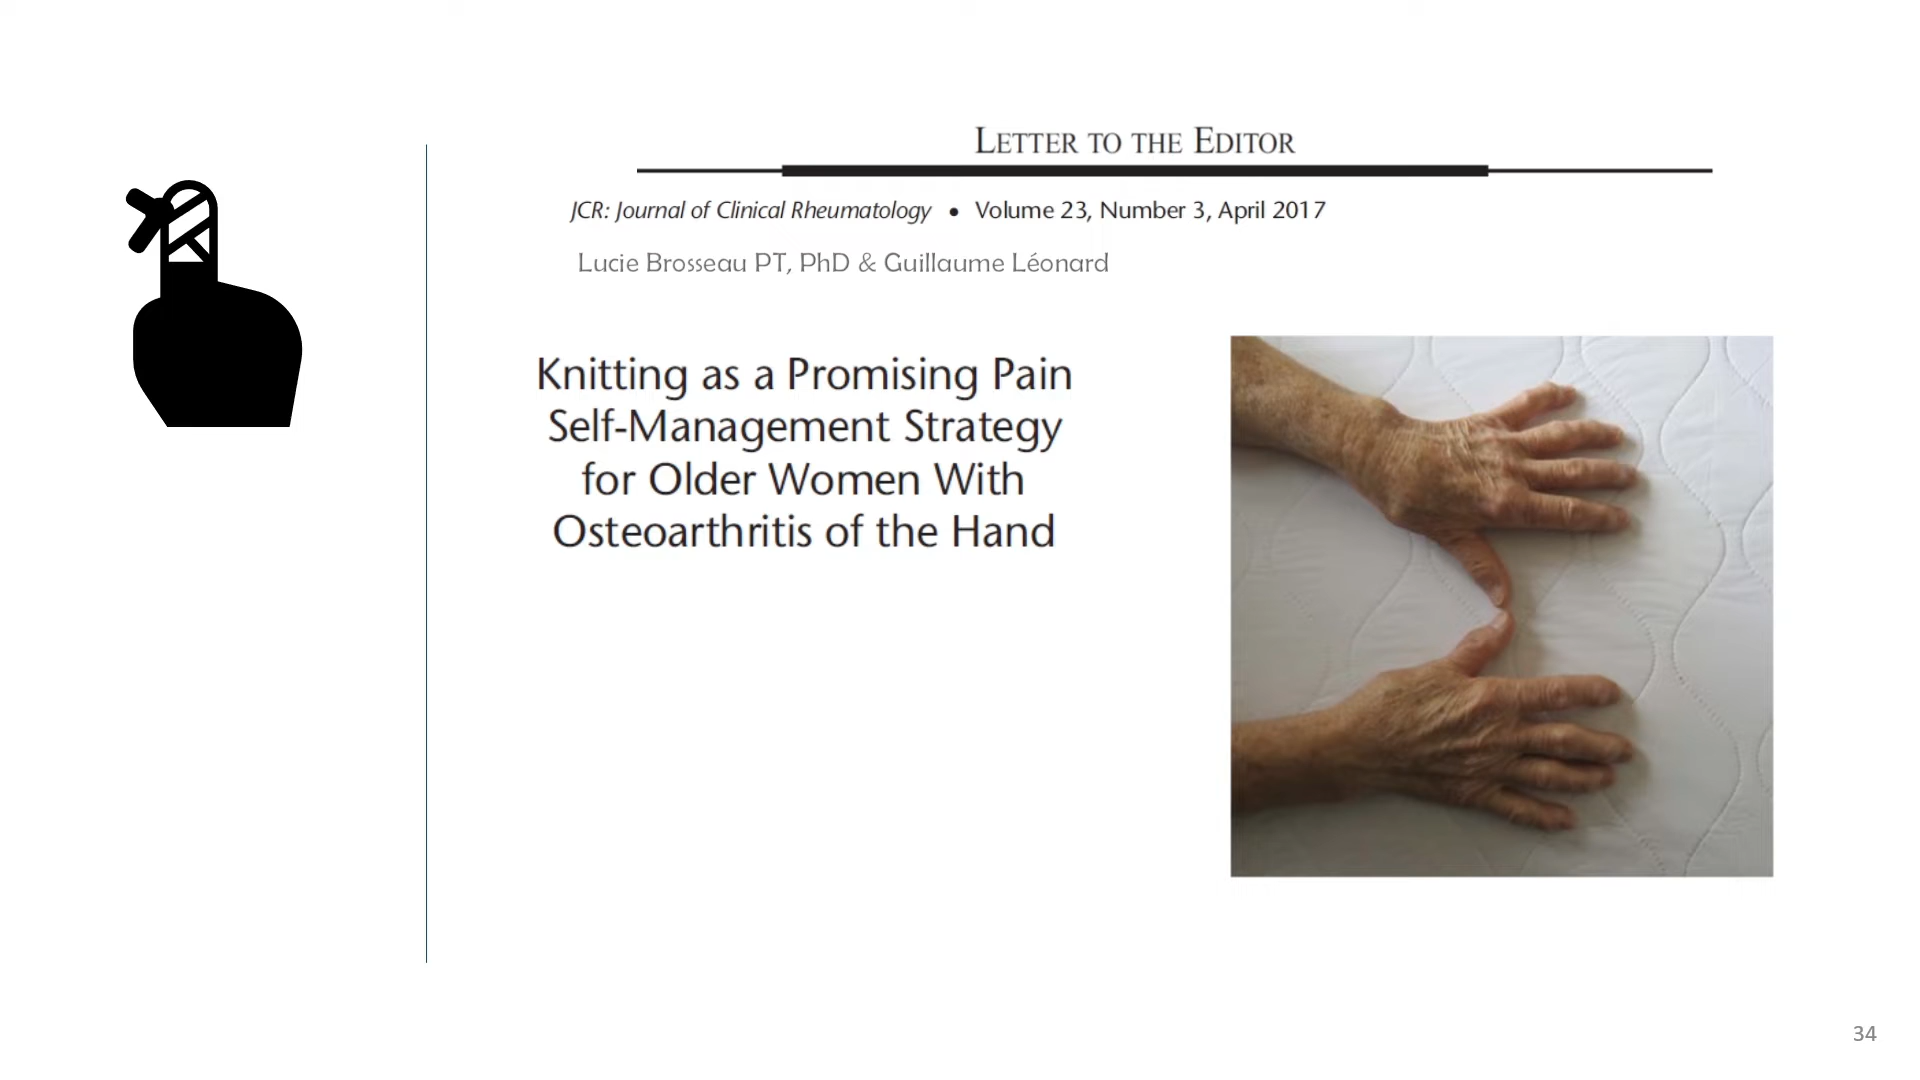 LETTER TO THE EDITOR
JCR: Journal of Clinical Rheumatology • Volume 23, Number 3, April 2017
Lucie Brosseau PT, PhD & Guillaume Léonard
Knitting as a Promising Pain
Self-Management Strategy
for Older Women With
Osteoarthritis of the Hand
34